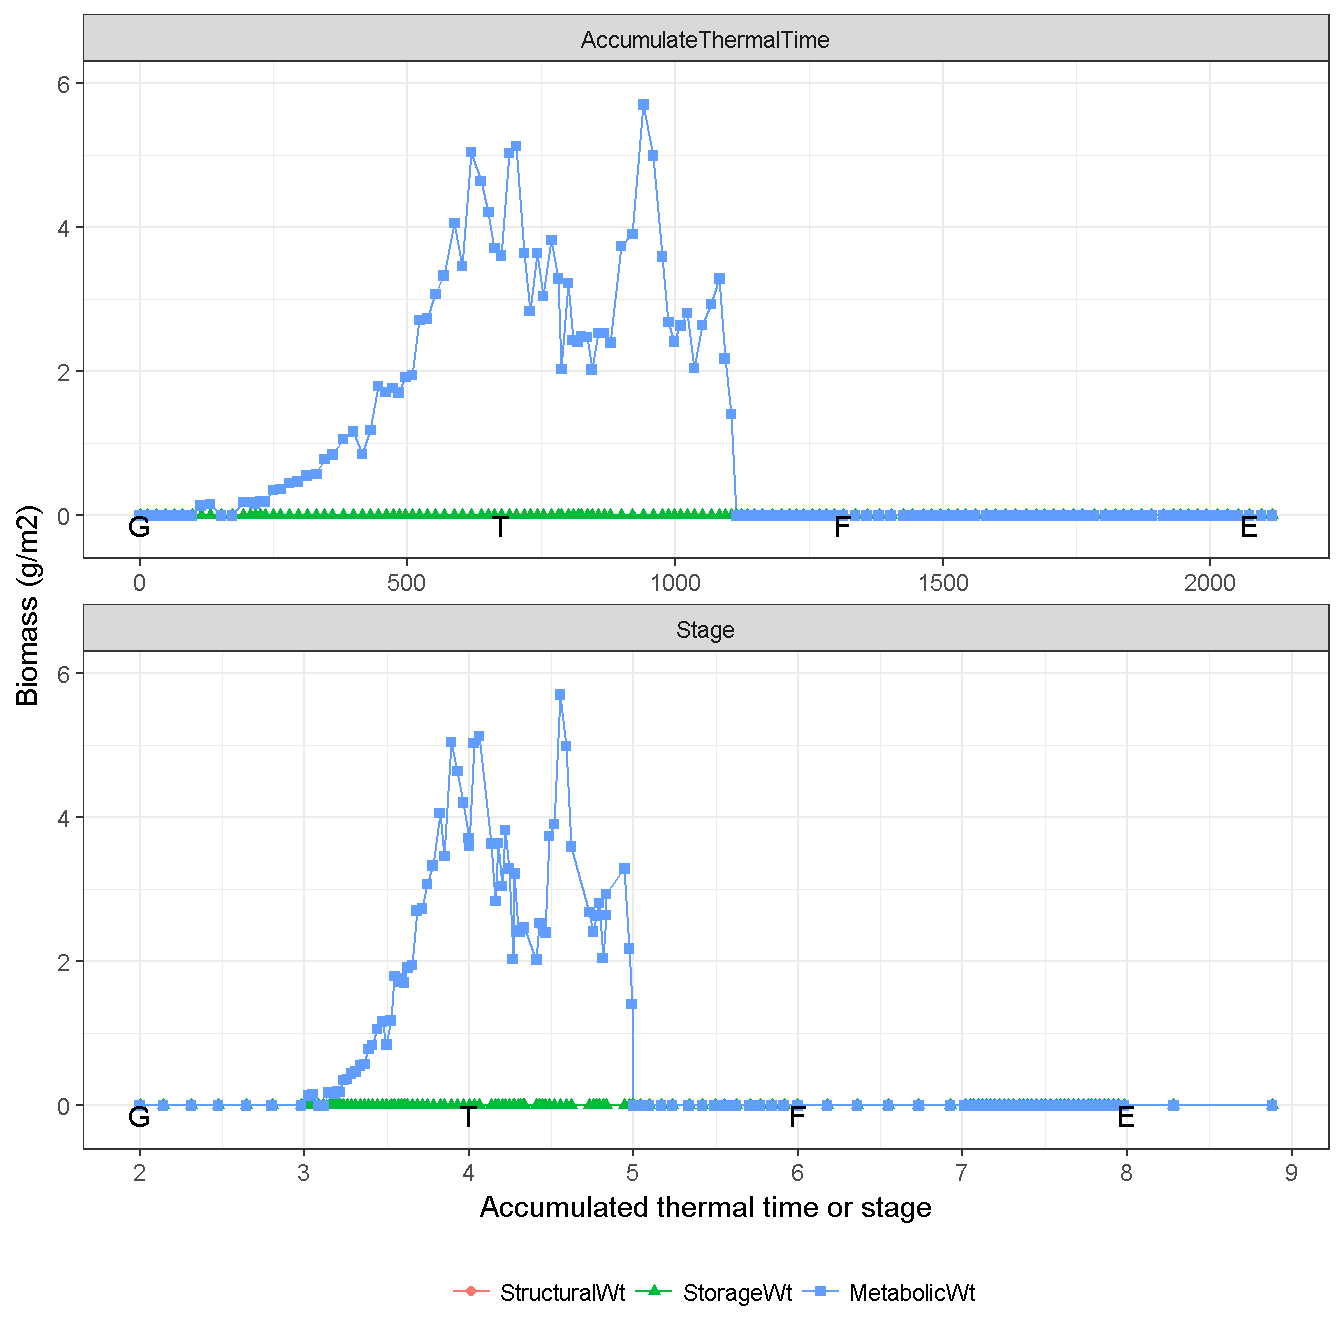 AccumulateThermalTime
6
4
2
0
G T F E
0 500 1000 1500 2000
Biomass (g/m2)
Stage
6
4
2
0
G T F E
2 3 4 5 6 7 8 9
Accumulated thermal time or stage
StructuralWt StorageWt MetabolicWt